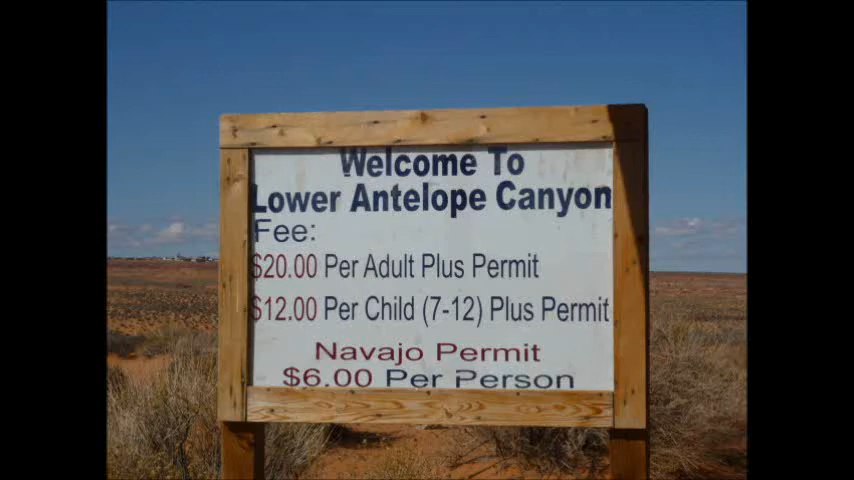 Welcome To
Lower Antelope Canyon
Fee:
$20.00 Per Adult Plus Permit
$12.00 Per Child (7-12) Plus Permit
Navajo Permit
$6.00 Per Person